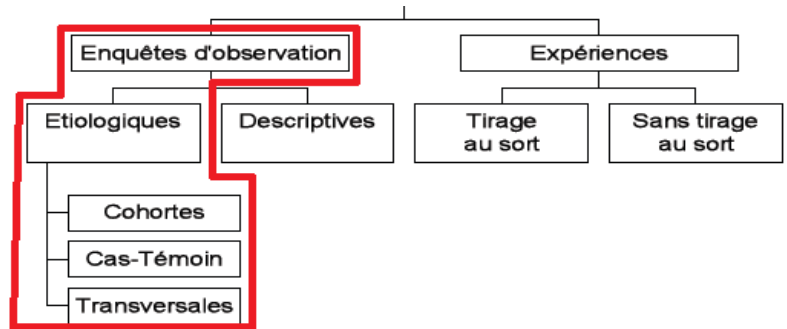 Enquêtes d'observation
Expériences
Etiologiques
Descriptives
Tirage
au sort
Sans tirage
au sort
Cohortes
Cas-Témoin
Transversales